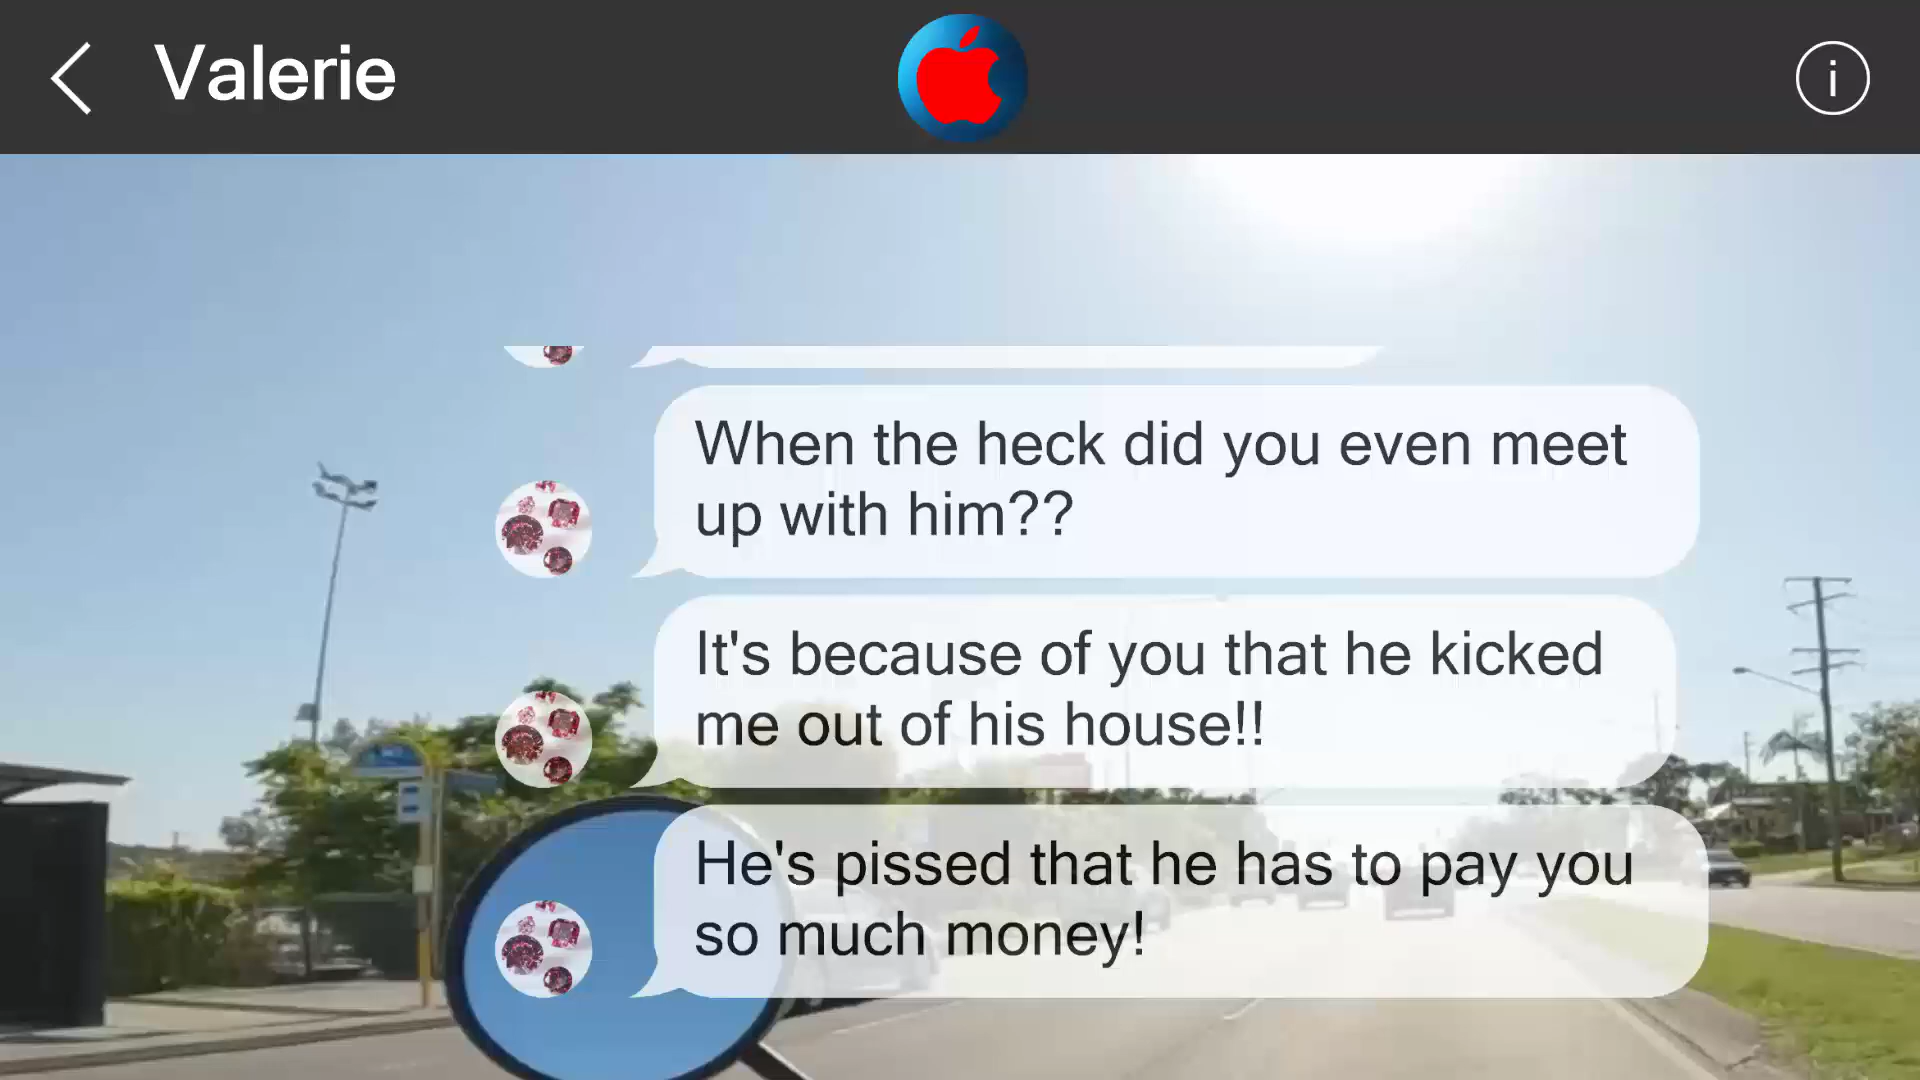 Valerie
i
When the heck did you even meet
up with him??
It's because of you that he kicked
me out of his house!!
He's pissed that he has to pay you
so much money!